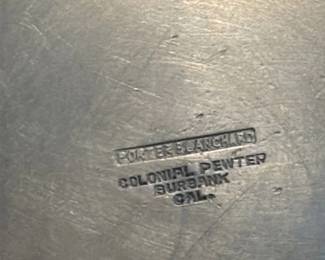 PORTER BLANCHARD
COLONIAL PEWTER
BURBANK
CAL.